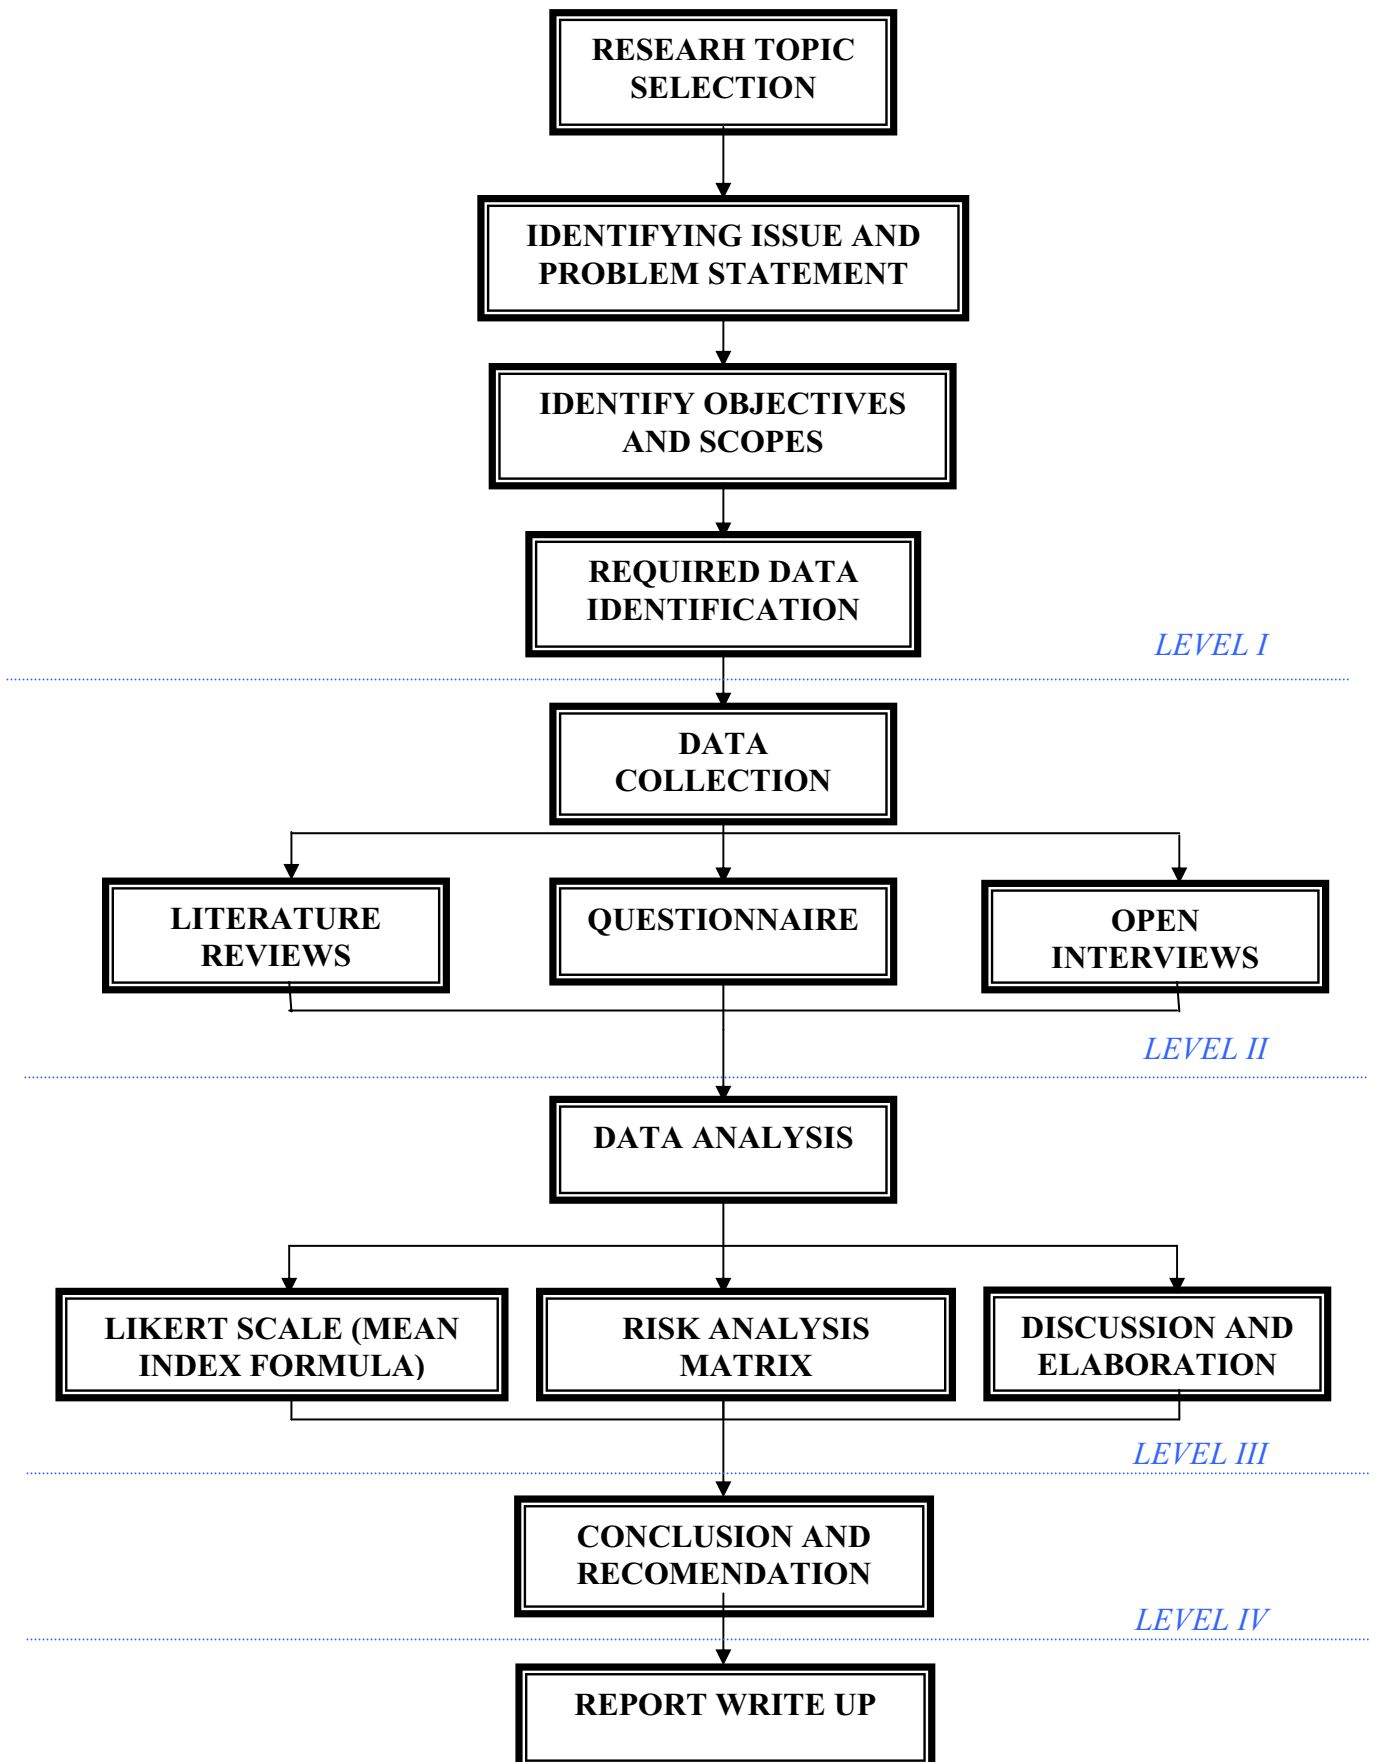 RESEARH TOPIC
SELECTION
IDENTIFYING ISSUE AND
PROBLEM STATEMENT
IDENTIFY OBJECTIVES
AND SCOPES
REQUIRED DATA
IDENTIFICATION
LEVEL I
DATA
COLLECTION
LITERATURE
REVIEWS
QUESTIONNAIRE
OPEN
INTERVIEWS
LEVEL II
DATA ANALYSIS
LIKERT SCALE (MEAN
INDEX FORMULA)
RISK ANALYSIS
MATRIX
DISCUSSION AND
ELABORATION
LEVEL III
CONCLUSION AND
RECOMENDATION
LEVEL IV
REPORT WRITE UP